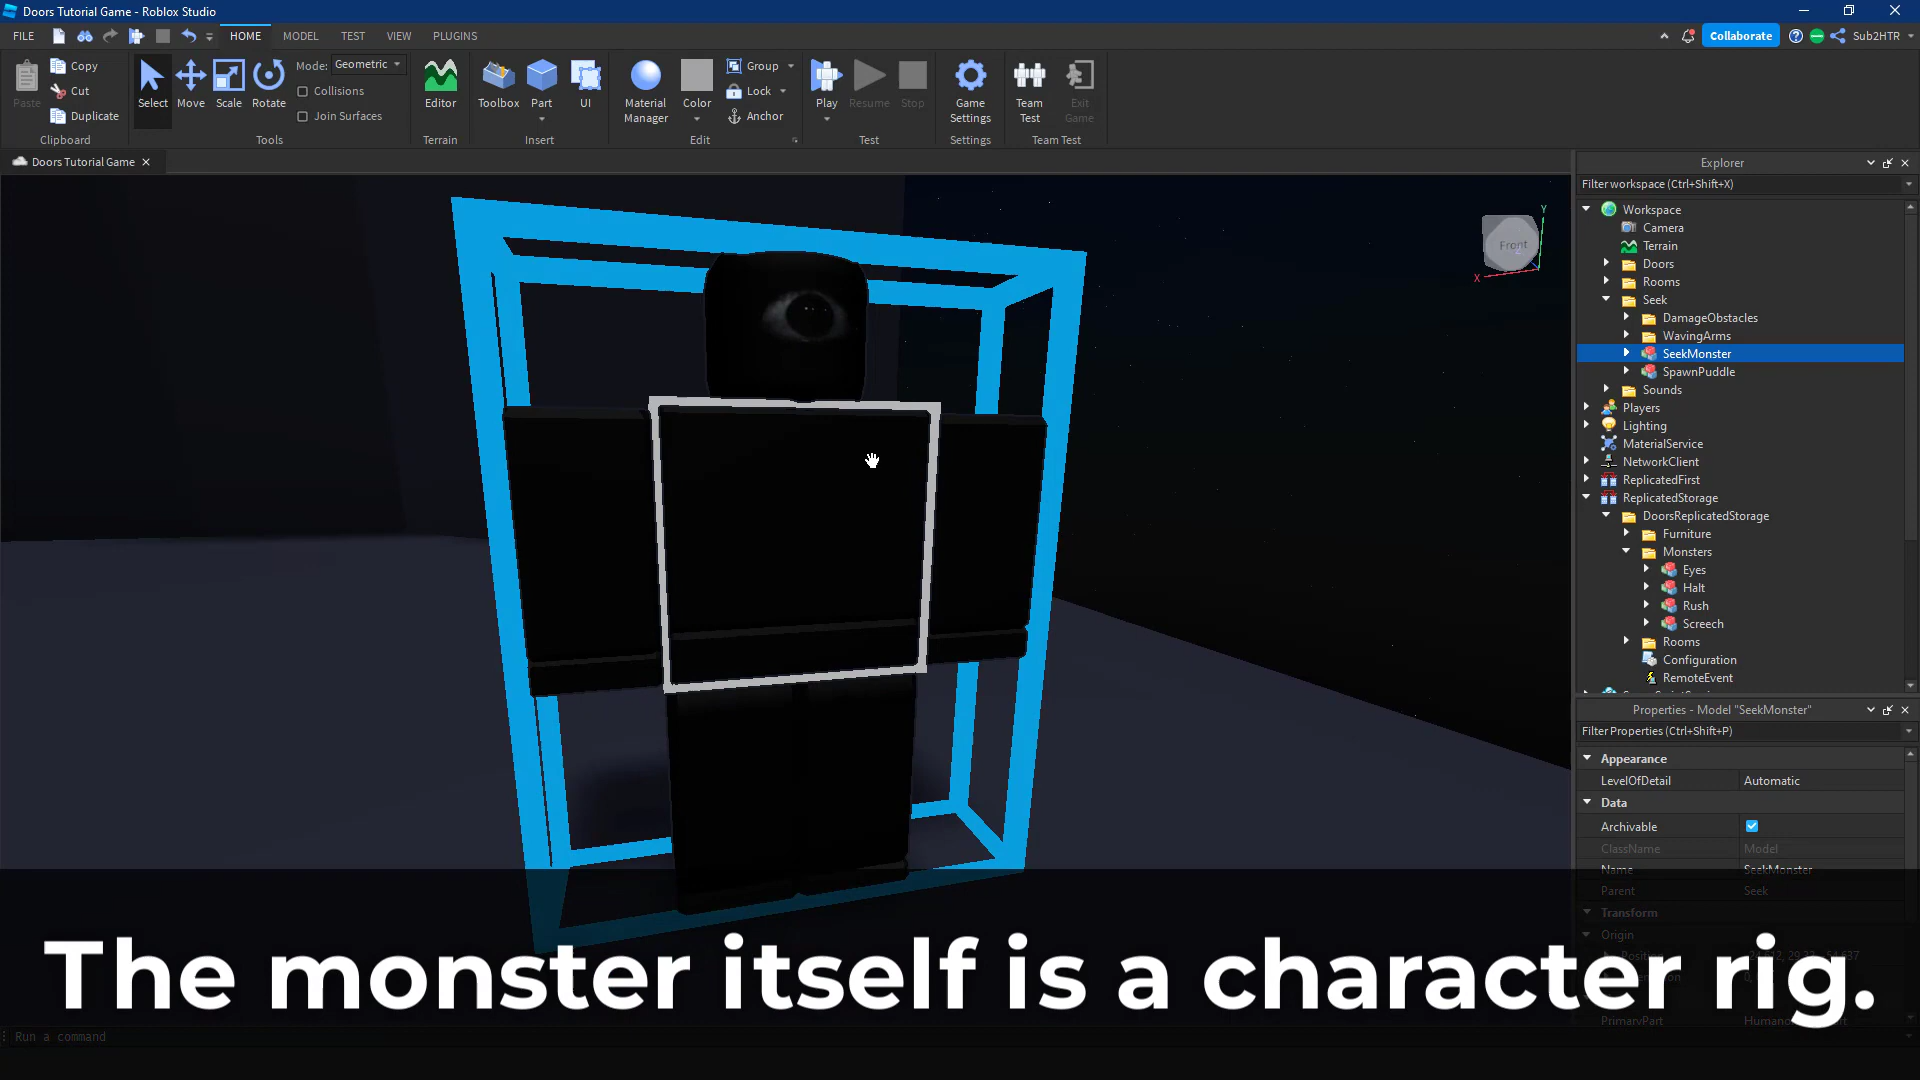 Doors Tutorial Game - Roblox Studio
FILE HOME MODEL TEST VIEW PLUGINS Collaborate Sub2HTR
Paste Copy Cut Duplicate
Clipboard
Select Move Scale Rotate Mode: Geometric Collisions Join Surfaces
Tools
Editor
Terrain
Toolbox Part UI
Insert
Material Manager Color Group Lock Anchor
Edit
Play Resume Stop
Test
Game Settings
Settings
Team Test Exit Game
Team Test
Doors Tutorial Game
Front
Y
X
Z
Explorer
Filter workspace (Ctrl+Shift+X)
Workspace
Camera
Terrain
Doors
Rooms
Seek
DamageObstacles
WavingArms
SeekMonster
SpawnPuddle
Sounds
Players
Lighting
MaterialService
NetworkClient
ReplicatedFirst
ReplicatedStorage
DoorsReplicatedStorage
Furniture
Monsters
Eyes
Halt
Rush
Screech
Rooms
Configuration
RemoteEvent
Properties - Model "SeekMonster"
Filter Properties (Ctrl+Shift+P)
Appearance
LevelOfDetail Automatic
Data
Archivable
ClassName Model
Name SeekMonster
Parent Seek
Transform
Origin
PrimaryPart
The monster itself is a character rig.
Run a command